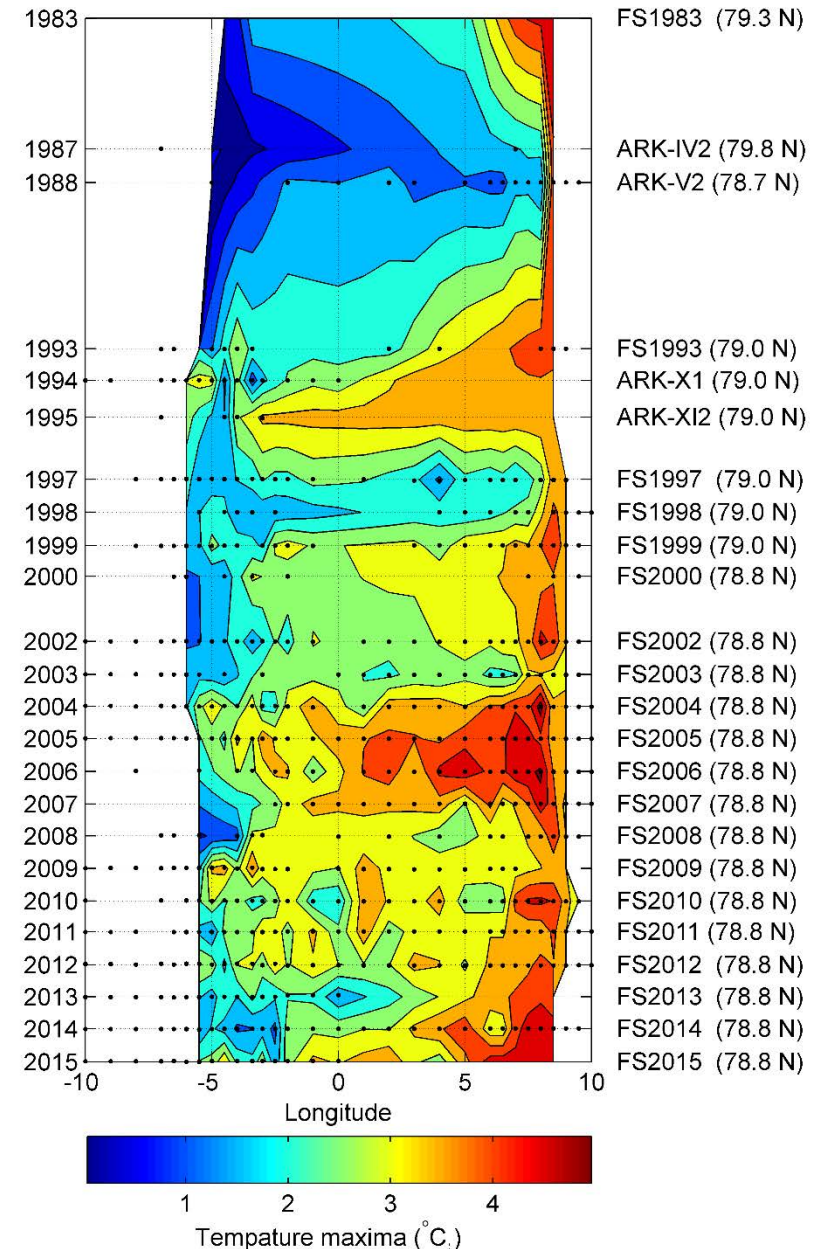 1983 FS1983 (79.3 N)
1987 ARK-IV2 (79.8 N)
1988 ARK-V2 (78.7 N)
1993 FS1993 (79.0 N)
1994 ARK-X1 (79.0 N)
1995 ARK-XI2 (79.0 N)
1997 FS1997 (79.0 N)
1998 FS1998 (79.0 N)
1999 FS1999 (79.0 N)
2000 FS2000 (78.8 N)
2002 FS2002 (78.8 N)
2003 FS2003 (78.8 N)
2004 FS2004 (78.8 N)
2005 FS2005 (78.8 N)
2006 FS2006 (78.8 N)
2007 FS2007 (78.8 N)
2008 FS2008 (78.8 N)
2009 FS2009 (78.8 N)
2010 FS2010 (78.8 N)
2011 FS2011 (78.8 N)
2012 FS2012 (78.8 N)
2013 FS2013 (78.8 N)
2014 FS2014 (78.8 N)
2015 FS2015 (78.8 N)
-10 -5 0 5 10
Longitude
1 2 3 4
Tempature maxima (°C)